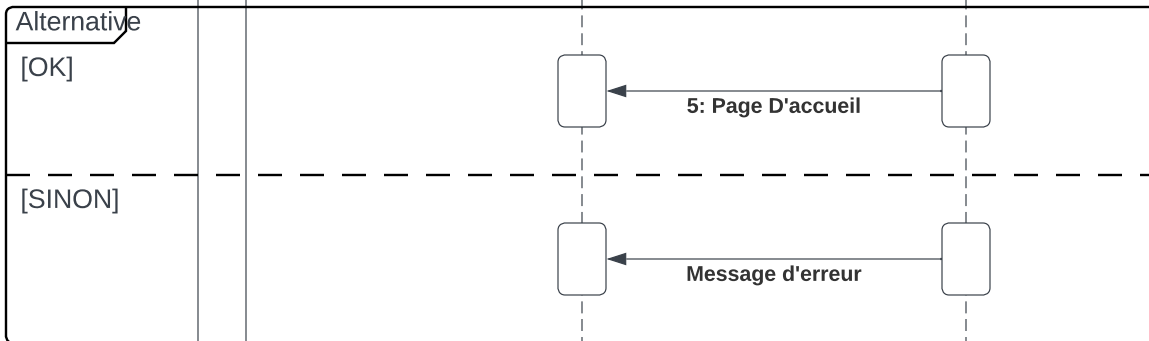 Alternative
[OK]
5: Page D'accueil
[SINON]
Message d'erreur